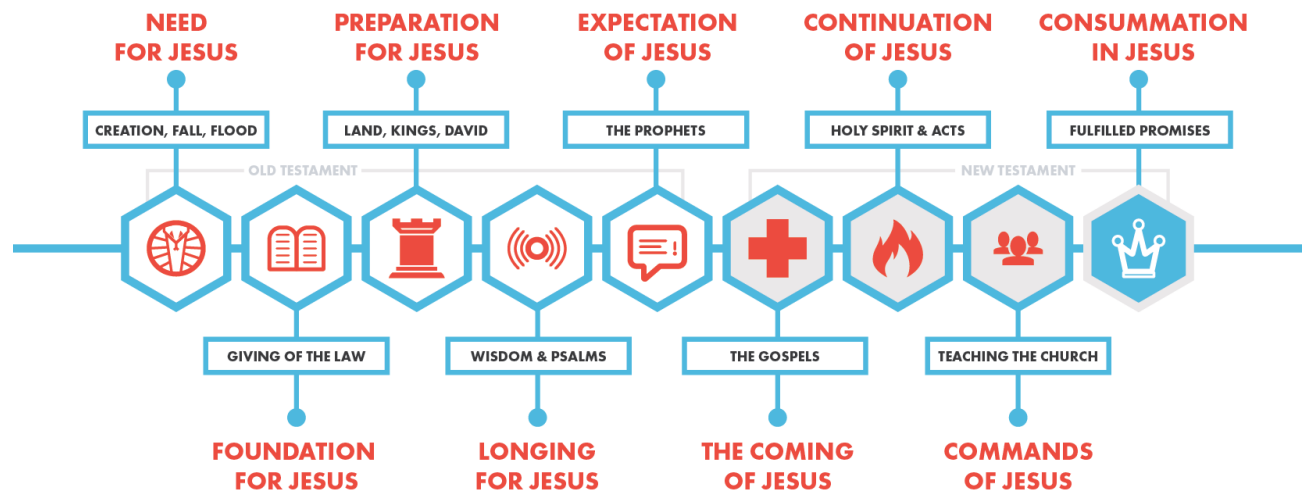 NEED
FOR JESUS
PREPARATION
FOR JESUS
EXPECTATION
OF JESUS
CONTINUATION
OF JESUS
CONSUMMATION
IN JESUS
CREATION, FALL, FLOOD
LAND, KINGS, DAVID
THE PROPHETS
HOLY SPIRIT & ACTS
FULFILLED PROMISES
OLD TESTAMENT
NEW TESTAMENT
GIVING OF THE LAW
WISDOM & PSALMS
THE GOSPELS
TEACHING THE CHURCH
FOUNDATION
FOR JESUS
LONGING
FOR JESUS
THE COMING
OF JESUS
COMMANDS
OF JESUS